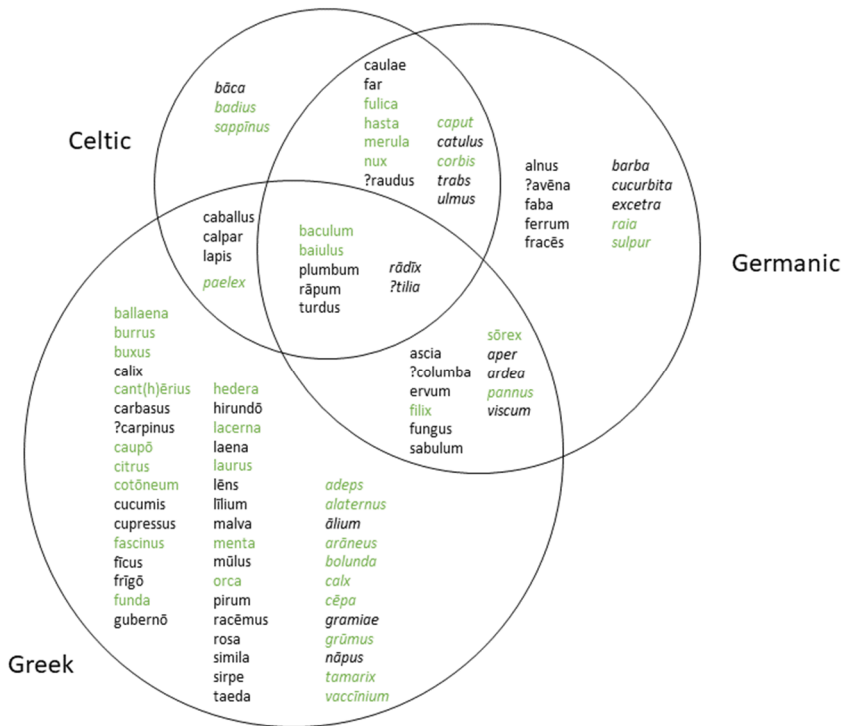 Celtic
bāca
badius
sappīnus
caulae
far
fulica
hasta
merula
nux
?raudus
caput
catulus
corbis
trabs
ulmus
Germanic
alnus
?avēna
faba
ferrum
fracēs
barba
cucurbita
excetra
raia
sulpur
caballus
calpar
lapis
paelex
baculum
baiulus
plumbum
rāpum
turdus
rādīx
?tilia
ascia
?columba
ervum
filix
fungus
sabulum
sōrex
aper
ardea
pannus
viscum
Greek
ballaena
burrus
buxus
calix
cant(h)ērius
carbasus
?carpinus
caupō
citrus
cotōneum
cucumis
cupressus
fascinus
fīcus
frīgō
funda
gubernō
hedera
hirundō
lacerna
laena
laurus
lēns
līlium
malva
menta
mūlus
orca
pirum
racēmus
rosa
simila
sirpe
taeda
adeps
alaternus
ālium
arāneus
bolunda
calx
cēpa
gramiae
grūmus
nāpus
tamarix
vaccīnium